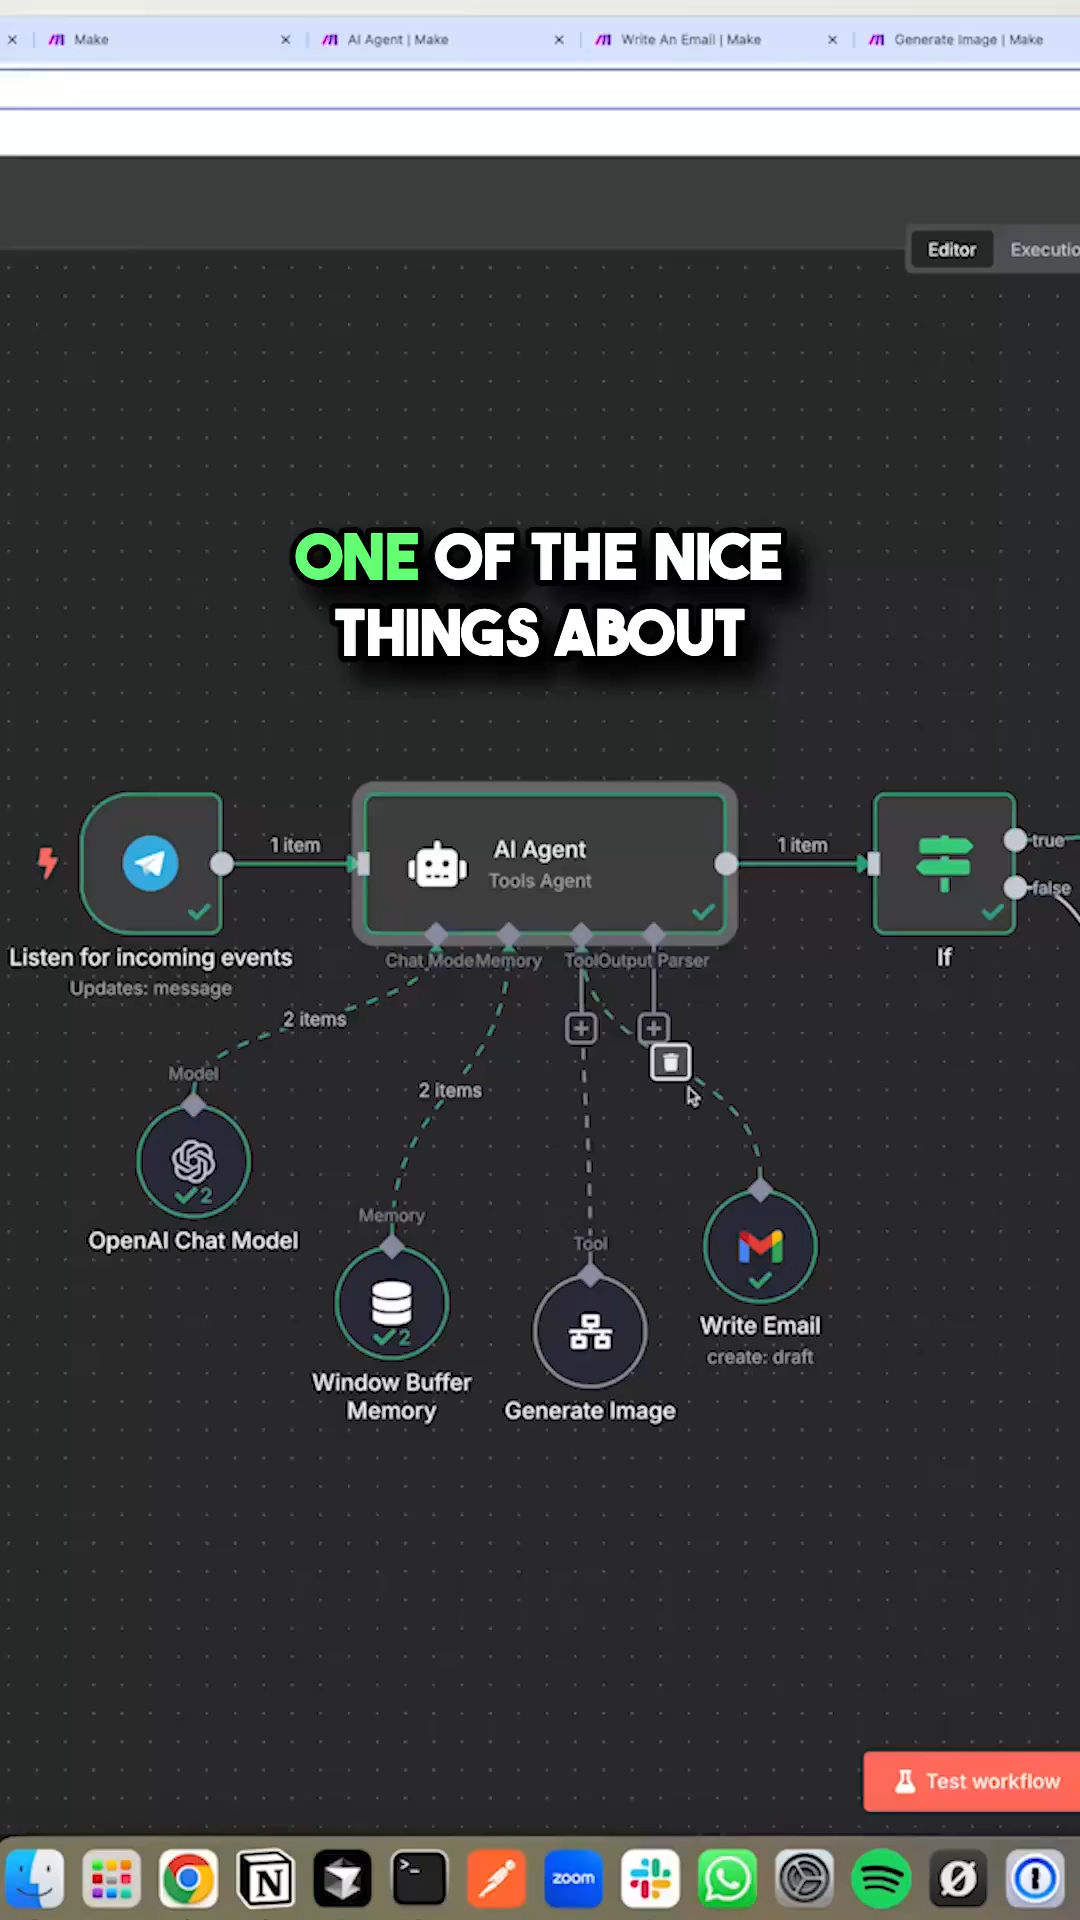 Make
AI Agent | Make
Write An Email | Make
Generate Image | Make
Editor
Executio
ONE OF THE NICE
THINGS ABOUT
1 item
AI Agent
Tools Agent
1 item
true
false
Listen for incoming events
Updates: message
Chat Mode
Memory
Tool
Output Parser
If
2 items
Model
2 items
2
OpenAI Chat Model
Memory
Tool
2
Window Buffer
Memory
Generate Image
Write Email
create: draft
Test workflow
zoom